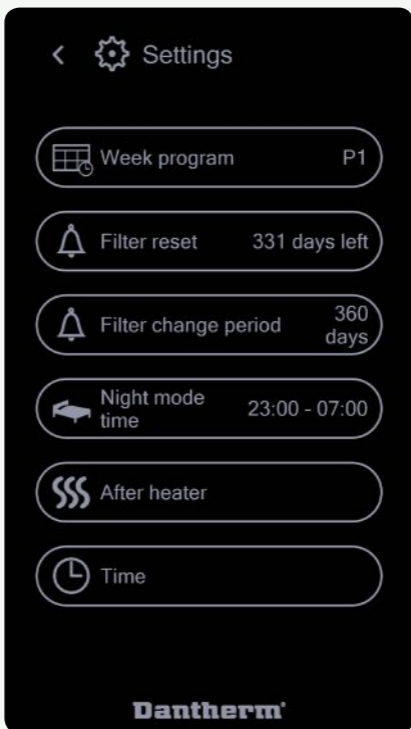 Settings
Week program P1
Filter reset 331 days left
Filter change period 360
days
Night mode
time 23:00 - 07:00
After heater
Time
Dantherm®